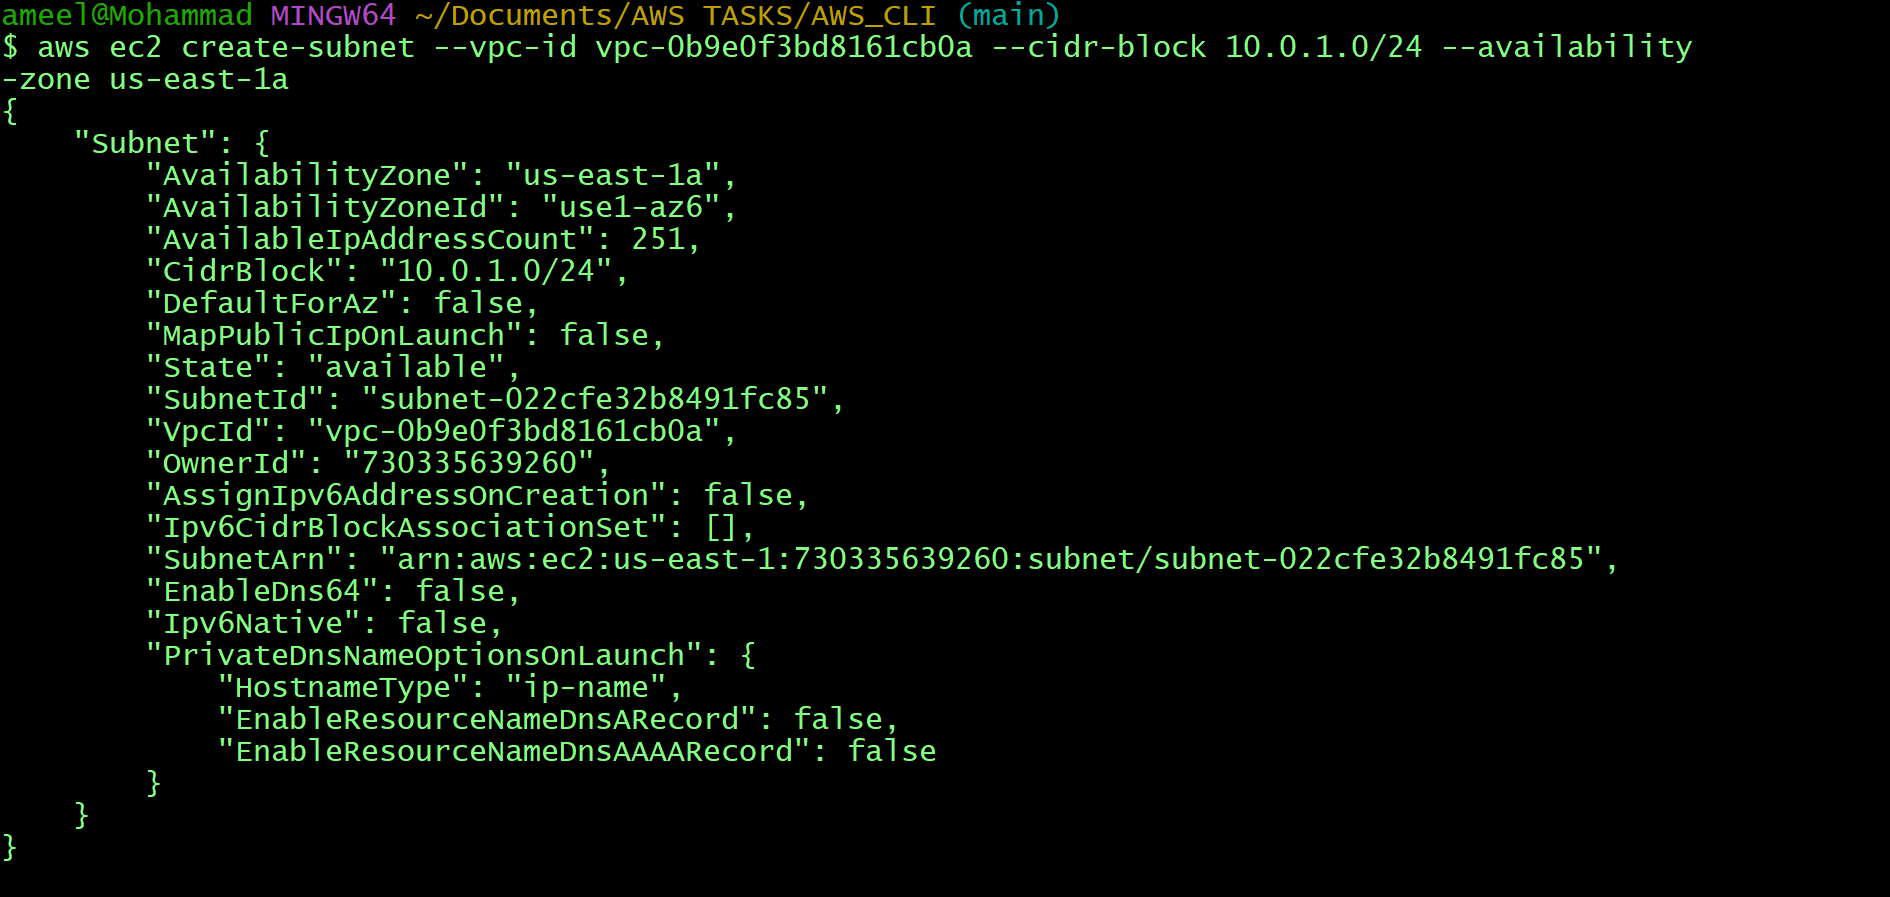 ameel@Mohammad MINGW64 ~/Documents/AWS TASKS/AWS_CLI (main)
$ aws ec2 create-subnet --vpc-id vpc-0b9e0f3bd8161cb0a --cidr-block 10.0.1.0/24 --availability
-zone us-east-1a
{
    "Subnet": {
        "AvailabilityZone": "us-east-1a",
        "AvailabilityZoneId": "use1-az6",
        "AvailableIpAddressCount": 251,
        "CidrBlock": "10.0.1.0/24",
        "DefaultForAz": false,
        "MapPublicIpOnLaunch": false,
        "State": "available",
        "SubnetId": "subnet-022cfe32b8491fc85",
        "VpcId": "vpc-0b9e0f3bd8161cb0a",
        "OwnerId": "730335639260",
        "AssignIpv6AddressOnCreation": false,
        "Ipv6CidrBlockAssociationSet": [],
        "SubnetArn": "arn:aws:ec2:us-east-1:730335639260:subnet/subnet-022cfe32b8491fc85",
        "EnableDns64": false,
        "Ipv6Native": false,
        "PrivateDnsNameOptionsOnLaunch": {
            "HostnameType": "ip-name",
            "EnableResourceNameDnsARecord": false,
            "EnableResourceNameDnsAAAARecord": false
        }
    }
}